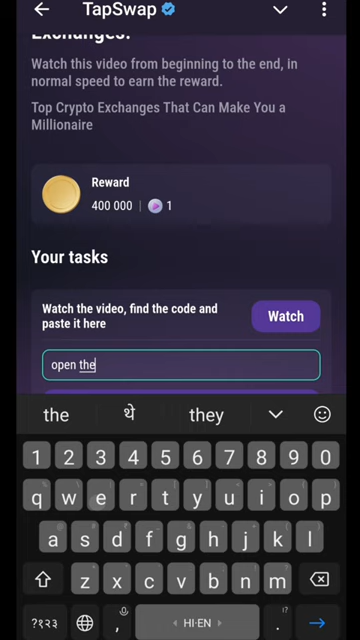 TapSwap
Exchanges?
Watch this video from beginning to the end, in
normal speed to earn the reward.
Top Crypto Exchanges That Can Make You a
Millionaire
Reward
400 000 | 1
Your tasks
Watch the video, find the code and
paste it here
Watch
open the
the थे they
1 2 3 4 5 6 7 8 9 0
q w e r t y u i o p
a s d f g h j k l
z x c v b n m
?१२३ , HI·EN .